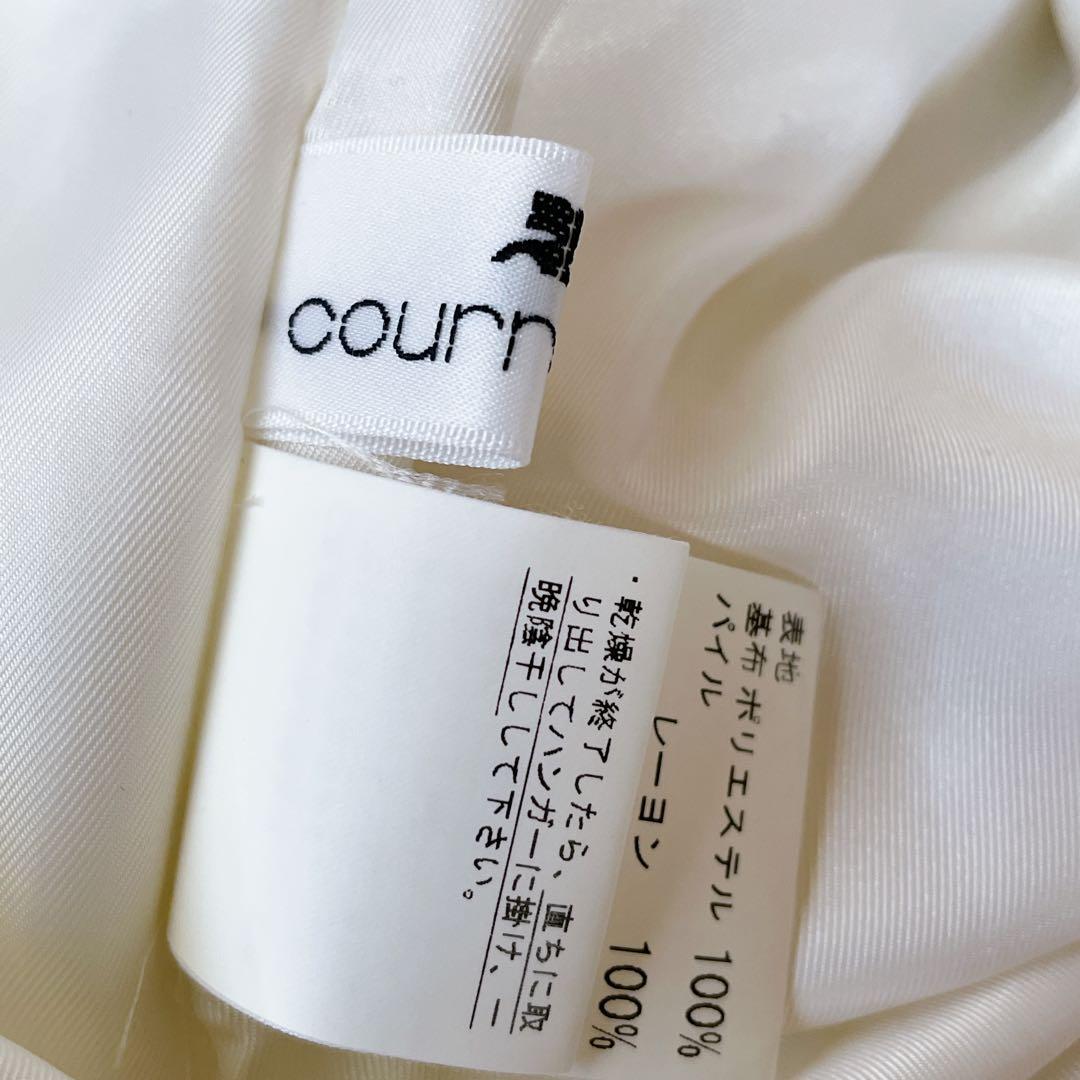 courr
・乾燥が終了したら、直ちに取
り出してハンガーに掛け、一
晩陰干しして下さい。
表地
基布 ポリエステル 100%
パイル レーヨン 100%